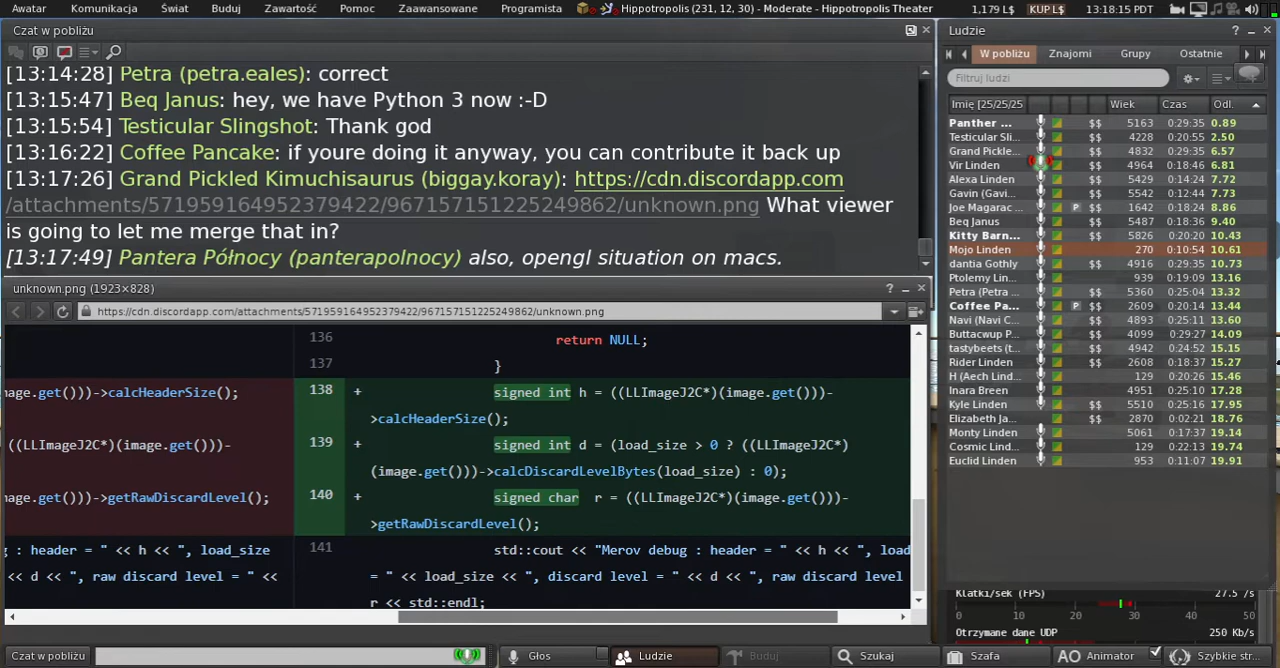 Awatar Komunikacja Świat Buduj Zawartość Pomoc Zaawansowane Programista Hippotropolis (231, 12, 30) - Moderate - Hippotropolis Theater 1,179 L$ KUP L$ 13:18:15 PDT
Czat w pobliżu
[13:14:28] Petra (petra.eales): correct
[13:15:47] Beq Janus: hey, we have Python 3 now :-D
[13:15:54] Testicular Slingshot: Thank god
[13:16:22] Coffee Pancake: if youre doing it anyway, you can contribute it back up
[13:17:26] Grand Pickled Kimuchisaurus (biggay.koray): https://cdn.discordapp.com
/attachments/571959164952379422/967157151225249862/unknown.png What viewer
is going to let me merge that in?
[13:17:49] Pantera Północy (panterapolnocy) also, opengl situation on macs.
unknown.png (1923×828)
https://cdn.discordapp.com/attachments/571959164952379422/967157151225249862/unknown.png
136 return NULL;
137 }
mage.get()))->calcHeaderSize(); 138 + signed int h = ((LLImageJ2C*)(image.get()))-
>calcHeaderSize();
((LLImageJ2C*)(image.get()))- 139 + signed int d = (load_size > 0 ? ((LLImageJ2C*)
(image.get()))->calcDiscardLevelBytes(load_size) : 0);
mage.get()))->getRawDiscardLevel(); 140 + signed char r = ((LLImageJ2C*)(image.get()))-
>getRawDiscardLevel();
g : header = " << h << ", load_size 141 std::cout << "Merov debug : header = " << h << ", load
<< d << ", raw discard level = " << = " << load_size << ", discard level = " << d << ", raw discard level
r << std::endl;
Ludzie
W pobliżu Znajomi Grupy Ostatnie
Filtruj ludzi
Imię [25/25/25 Wiek Czas Odl.
Panther ... $$ 5163 0:29:35 0.89
Testicular Sli... $$ 4228 0:20:55 2.50
Grand Pickle... $$ 4832 0:29:35 6.57
Vir Linden $$ 4964 0:18:46 6.81
Alexa Linden $$ 5429 0:14:24 7.72
Gavin (Gavi... $$ 5562 0:12:44 7.73
Joe Magarac ... P $$ 1642 0:18:24 8.86
Beq Janus $$ 5487 0:18:36 9.40
Kitty Barn... $$ 5826 0:20:20 10.43
Mojo Linden 270 0:10:54 10.61
dantia Gothly $$ 4916 0:29:35 10.73
Ptolemy Lin... 939 0:19:09 13.16
Petra (Petra ... $$ 5360 0:25:04 13.32
Coffee Pa... P $$ 2609 0:20:14 13.44
Navi (Navi C... $$ 4893 0:25:11 13.60
Buttacwup P... $$ 4099 0:29:27 14.09
tastybeets (t... $$ 4942 0:24:52 15.15
Rider Linden $$ 2608 0:18:37 15.27
H (Aech Lind... 129 0:20:26 15.46
Inara Breen 4951 0:25:10 17.28
Kyle Linden $$ 5510 0:25:16 17.95
Elizabeth Ja... $$ 2870 0:02:21 18.76
Monty Linden 5061 0:17:37 19.14
Cosmic Lind... 129 0:22:13 19.74
Euclid Linden 953 0:11:07 19.91
Klatki/sek (FPS) 27.5 /s
0 10 20 30 40 50
Otrzymane dane UDP 250 Kb/s
Czat w pobliżu Głos Ludzie Buduj Szukaj Szafa AO Animator Szybkie str...